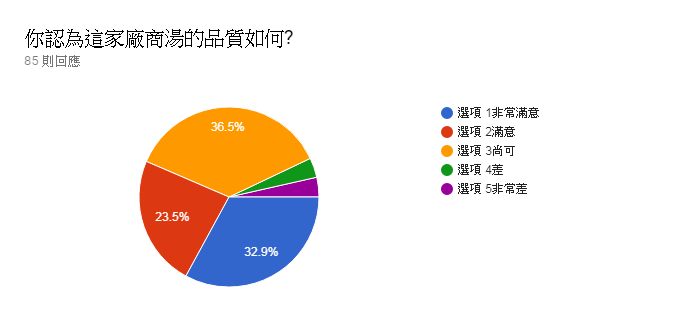 你認為這家廠商湯的品質如何?
85 則回應
36.5%
23.5%
32.9%
選項 1非常滿意
選項 2滿意
選項 3尚可
選項 4差
選項 5非常差